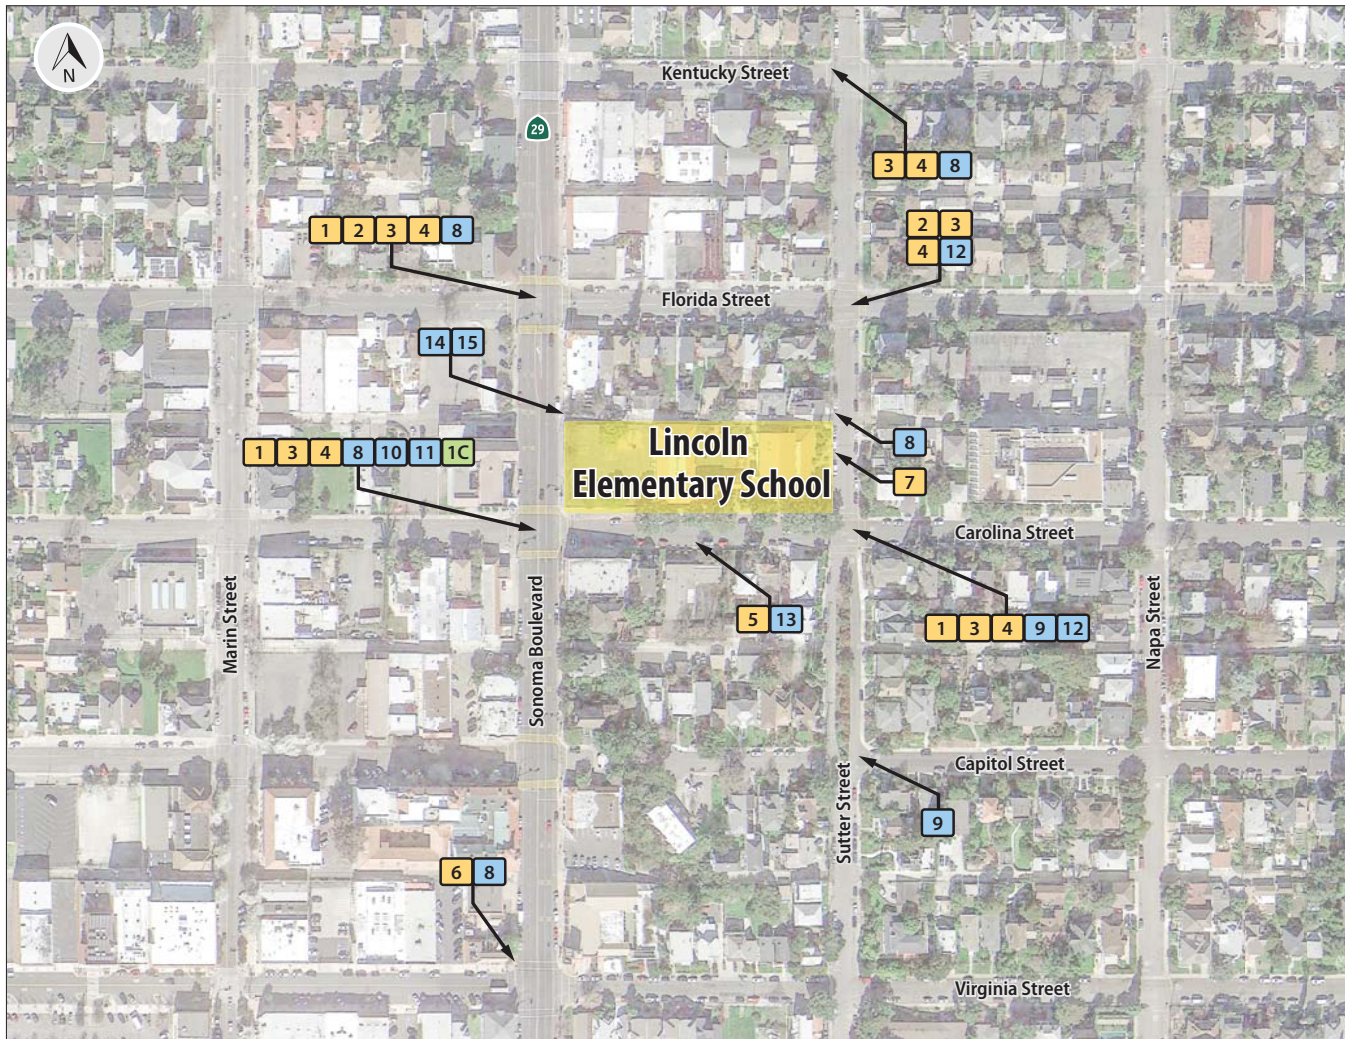 N
Kentucky Street
29
3 4 8
1 2 3 4 8
2 3
4 12
Florida Street
14 15
Lincoln
Elementary School
8
1 3 4 8 10 11 1C
7
Carolina Street
Marin Street
Sonoma Boulevard
5 13
1 3 4 9 12
Napa Street
Sutter Street
Capitol Street
9
6 8
Virginia Street